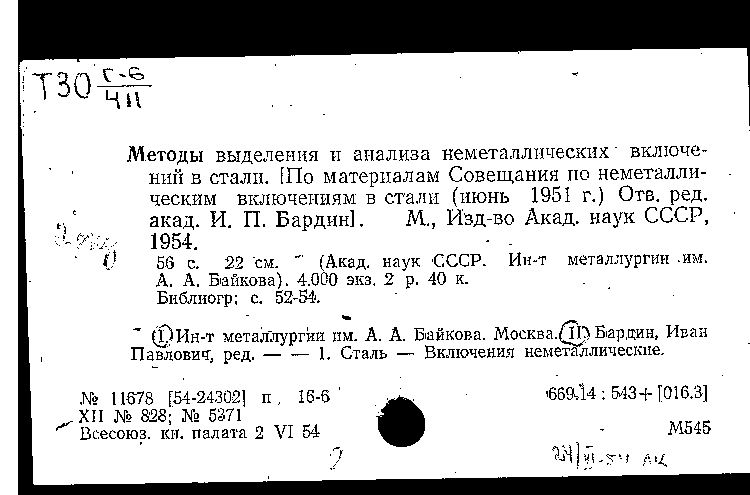 Т30 Г-6
411
Методы выделения и анализа неметаллических включе-
ний в стали. [По материалам Совещания по неметалли-
ческим включениям в стали (июнь 1951 г.) Отв. ред.
акад. И. П. Бардин]. М., Изд-во Акад. наук СССР,
1954.
56 с. 22 см. (Акад. наук СССР. Ин-т металлургии им.
А. А. Байкова). 4.000 экз. 2 р. 40 к.
Библиогр; с. 52-54.
I. Ин-т металлургии им. А. А. Байкова. Москва. II. Бардин, Иван
Павлович, ред. — — 1. Сталь — Включения неметаллические.
№ 11678 [54-24302] п. 16-6 669.14 : 543+[016.3]
XII № 828; № 5371
Всесоюз. кн. палата 2 VI 54 М545